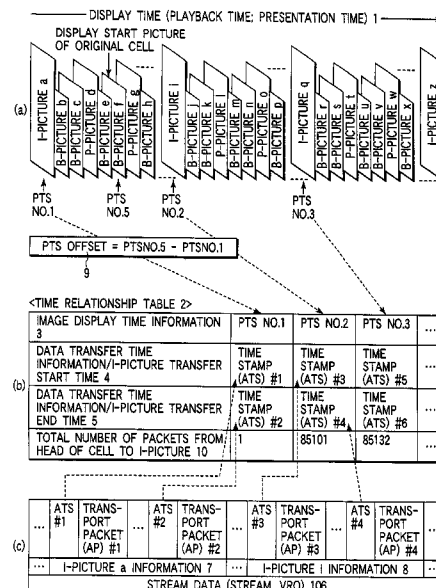 DISPLAY TIME (PLAYBACK TIME; PRESENTATION TIME) 1
DISPLAY START PICTURE
OF ORIGINAL CELL
(a)
I-PICTURE a
B-PICTURE b
B-PICTURE c
P-PICTURE d
B-PICTURE e
B-PICTURE f
P-PICTURE g
B-PICTURE h
I-PICTURE i
B-PICTURE j
B-PICTURE k
P-PICTURE l
B-PICTURE m
B-PICTURE n
P-PICTURE o
B-PICTURE p
I-PICTURE q
B-PICTURE r
B-PICTURE s
P-PICTURE t
B-PICTURE u
B-PICTURE v
P-PICTURE w
B-PICTURE x
I-PICTURE z
PTS NO.1
PTS NO.5
PTS NO.2
PTS NO.3
PTS OFFSET = PTSNO.5 - PTSNO.1
9
<TIME RELATIONSHIP TABLE 2>
(b)
IMAGE DISPLAY TIME INFORMATION 3 PTS NO.1 PTS NO.2 PTS NO.3 ...
DATA TRANSFER TIME INFORMATION/I-PICTURE TRANSFER START TIME 4 TIME STAMP (ATS) #1 TIME STAMP (ATS) #3 TIME STAMP (ATS) #5 ...
DATA TRANSFER TIME INFORMATION/I-PICTURE TRANSFER END TIME 5 TIME STAMP (ATS) #2 TIME STAMP (ATS) #4 TIME STAMP (ATS) #6 ...
TOTAL NUMBER OF PACKETS FROM HEAD OF CELL TO I-PICTURE 10 1 85101 85132 ...
(c)
... ATS #1 TRANS-PORT PACKET (AP) #1 ... ATS #2 TRANS-PORT PACKET (AP) #2 ... ATS #3 TRANS-PORT PACKET (AP) #3 ... ATS #4 TRANS-PORT PACKET (AP) #4 ...
... I-PICTURE a INFORMATION 7 ... I-PICTURE i INFORMATION 8 ...
STREAM DATA (STREAM. VRO) 106